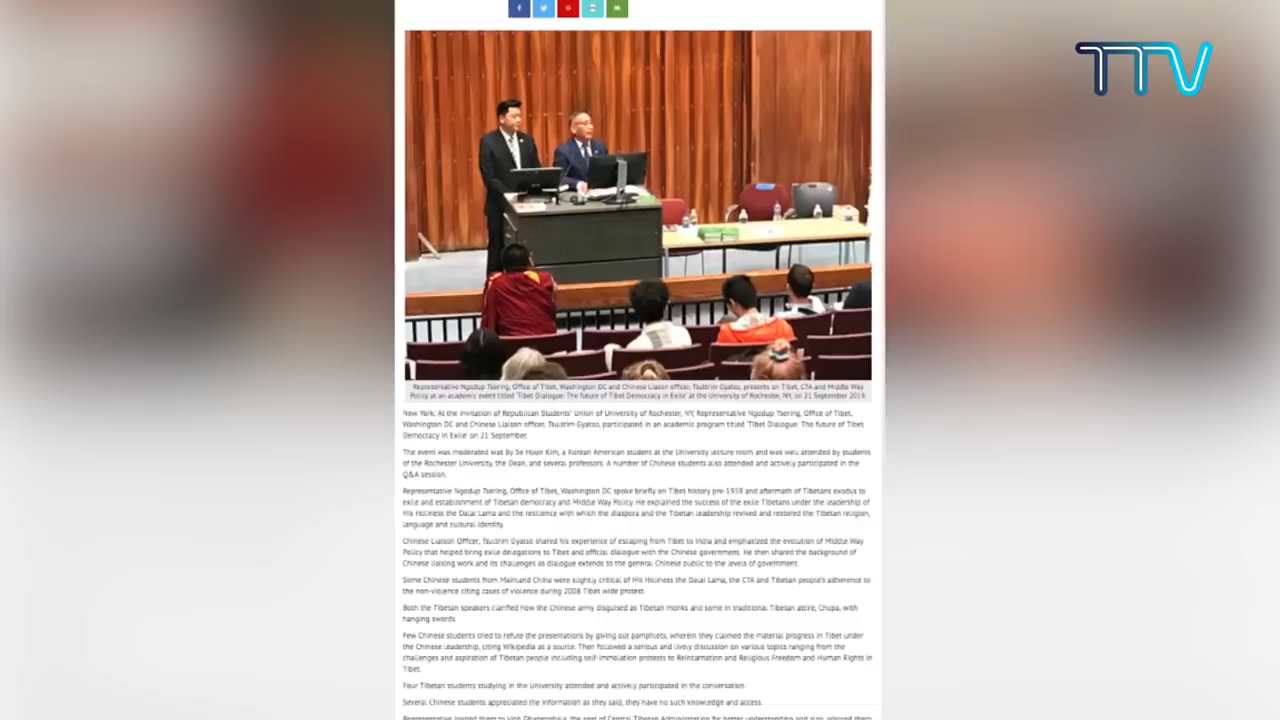 TTV
Representative Ngodup Tsering, Office of Tibet, Washington DC and Chinese Liason officer, Tsultrim Gyatso, presents on Tibet, CTA and Middle Way
Policy at an academic event titled 'Tibet Dialogue: The future of Tibet Democracy in Exile' at the University of Rochester, NY, on 21 September 2019.
New York: At the invitation of Republican Students' Union of University of Rochester, NY, Representative Ngodup Tsering, Office of Tibet,
Washington DC and Chinese Liaison officer, Tsultrim Gyatso, participated in an academic program titled 'Tibet Dialogue: The future of Tibet
Democracy in Exile' on 21 September.
The event was moderated was by Se Hoon Kim, a Korean American student at the University lecture room and was well attended by students
of the Rochester University, the Dean, and several professors. A number of Chinese students also attended and actively participated in the
Q&A session.
Representative Ngodup Tsering, Office of Tibet, Washington DC spoke briefly on Tibet history pre-1959 and aftermath of Tibetans exodus to
exile and establishment of Tibetan democracy and Middle Way Policy. He explained the success of the exile Tibetans under the leadership of
His Holiness the Dalai Lama and the resilience with which the diaspora and the Tibetan leadership revived and restored the Tibetan religion,
language and cultural identity.
Chinese Liaison Officer, Tsultrim Gyatso shared his experience of escaping from Tibet to India and emphatized the evolution of Middle Way
Policy that helped bring exile delegations to Tibet and official dialogue with the Chinese government. He then shared the background of
Chinese liaising work and its challenges as dialogue extends to the general Chinese public to the levels of government.
Some Chinese students from Mainland China were slightly critical of His Holiness the Dalai Lama, the CTA and Tibetan people's adherence to
the non-violence citing cases of violence during 2008 Tibet wide protest.
Both the Tibetan speakers clarified how the Chinese army disguised as Tibetan monks and some in traditional Tibetan attire, Chupa, with
hanging swords.
Few Chinese students tried to refute the presentations by giving out pamphlets, wherein they claimed the material progress in Tibet under
the Chinese leadership, citing Wikipedia as a source. Then followed a serious and lively discussion on various topics ranging from the
challenges and aspiration of Tibetan people including self-immolation protests to Reincarnation and Religious Freedom and Human Rights in
Tibet.
Four Tibetan students studying in the University attended and actively participated in the conversation.
Several Chinese students appreciated the information as they said, they have no such knowledge and access.
Representative invited them to visit Dharamshala, the seat of Central Tibetan Administration for better understanding and also, advised them